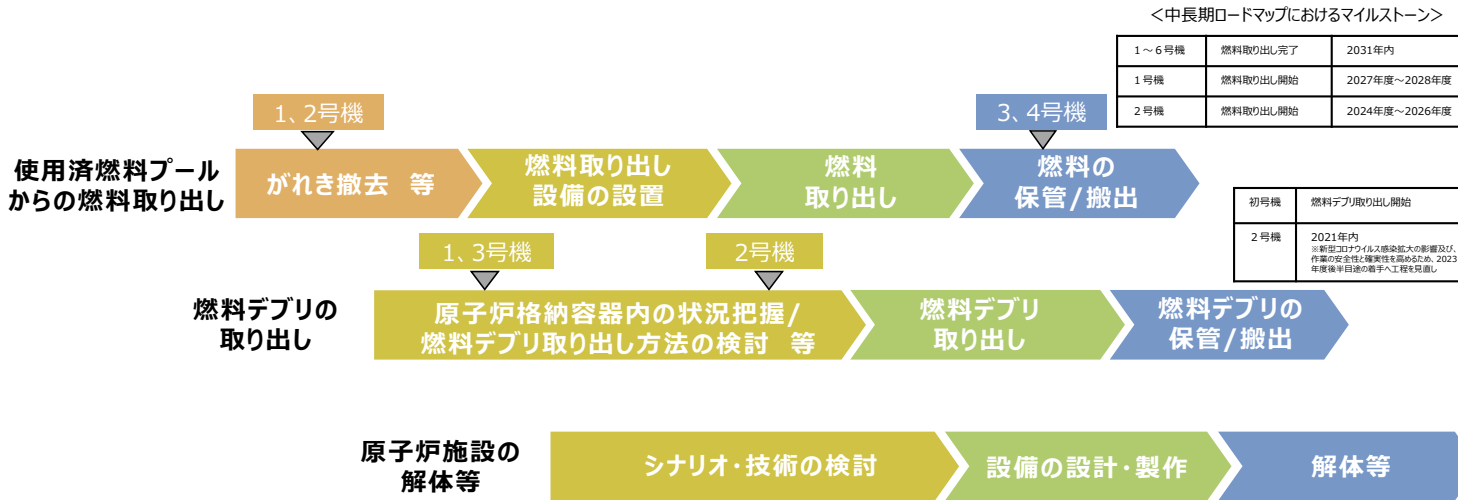 ＜中長期ロードマップにおけるマイルストーン＞
1～6号機 燃料取り出し完了 2031年内
1号機 燃料取り出し開始 2027年度～2028年度
2号機 燃料取り出し開始 2024年度～2026年度
1、2号機
3、4号機
使用済燃料プール
からの燃料取り出し
がれき撤去 等
燃料取り出し
設備の設置
燃料
取り出し
燃料の
保管/搬出
初号機 燃料デブリ取り出し開始
2号機 2021年内
※新型コロナウイルス感染拡大の影響及び、
作業の安全性と確実性を高めるため、2023
年度後半目途の着手へ工程を見直し
1、3号機
2号機
燃料デブリの
取り出し
原子炉格納容器内の状況把握/
燃料デブリ取り出し方法の検討 等
燃料デブリ
取り出し
燃料デブリの
保管/搬出
原子炉施設の
解体等
シナリオ・技術の検討
設備の設計・製作
解体等